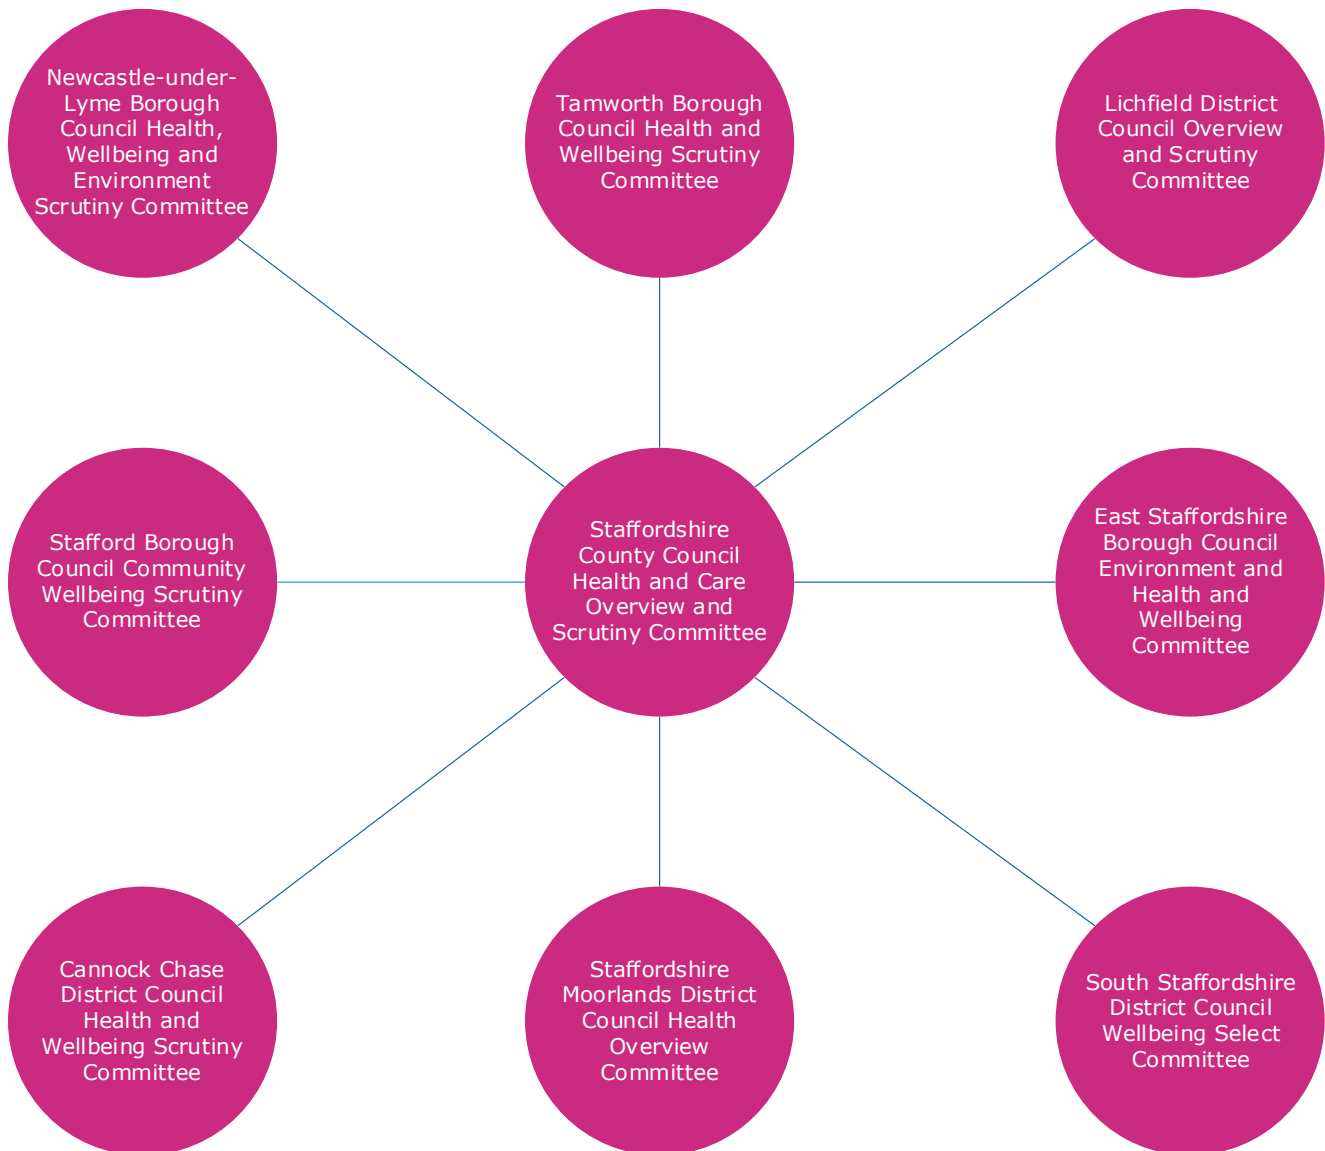 Newcastle-under-
Lyme Borough
Council Health,
Wellbeing and
Environment
Scrutiny Committee
Tamworth Borough
Council Health and
Wellbeing Scrutiny
Committee
Lichfield District
Council Overview
and Scrutiny
Committee
Stafford Borough
Council Community
Wellbeing Scrutiny
Committee
Staffordshire
County Council
Health and Care
Overview and
Scrutiny Committee
East Staffordshire
Borough Council
Environment and
Health and
Wellbeing
Committee
Cannock Chase
District Council
Health and
Wellbeing Scrutiny
Committee
Staffordshire
Moorlands District
Council Health
Overview
Committee
South Staffordshire
District Council
Wellbeing Select
Committee